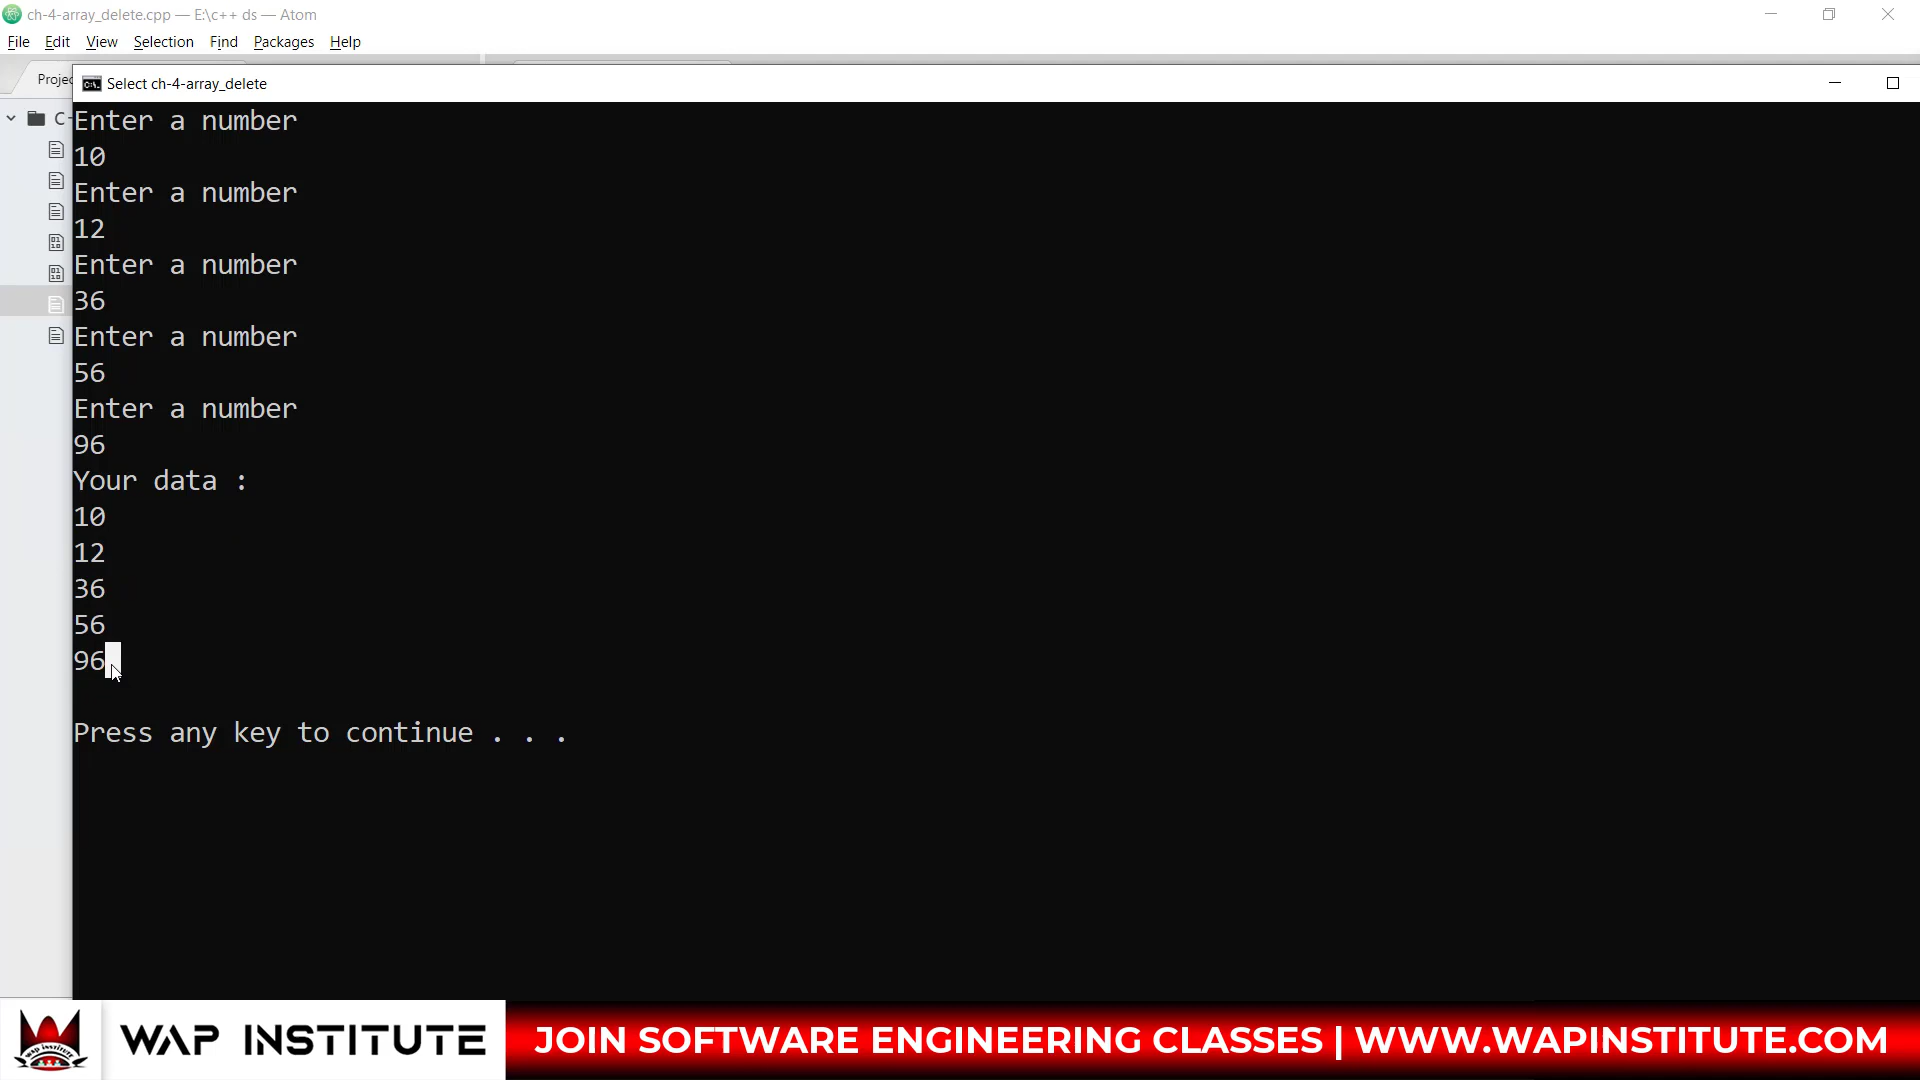 ch-4-array_delete.cpp — E:\c++ ds — Atom
File Edit View Selection Find Packages Help
Projec
Select ch-4-array_delete
Enter a number
10
Enter a number
12
Enter a number
36
Enter a number
56
Enter a number
96
Your data :
10
12
36
56
96
Press any key to continue . . .
WAP INSTITUTE
JOIN SOFTWARE ENGINEERING CLASSES | WWW.WAPINSTITUTE.COM